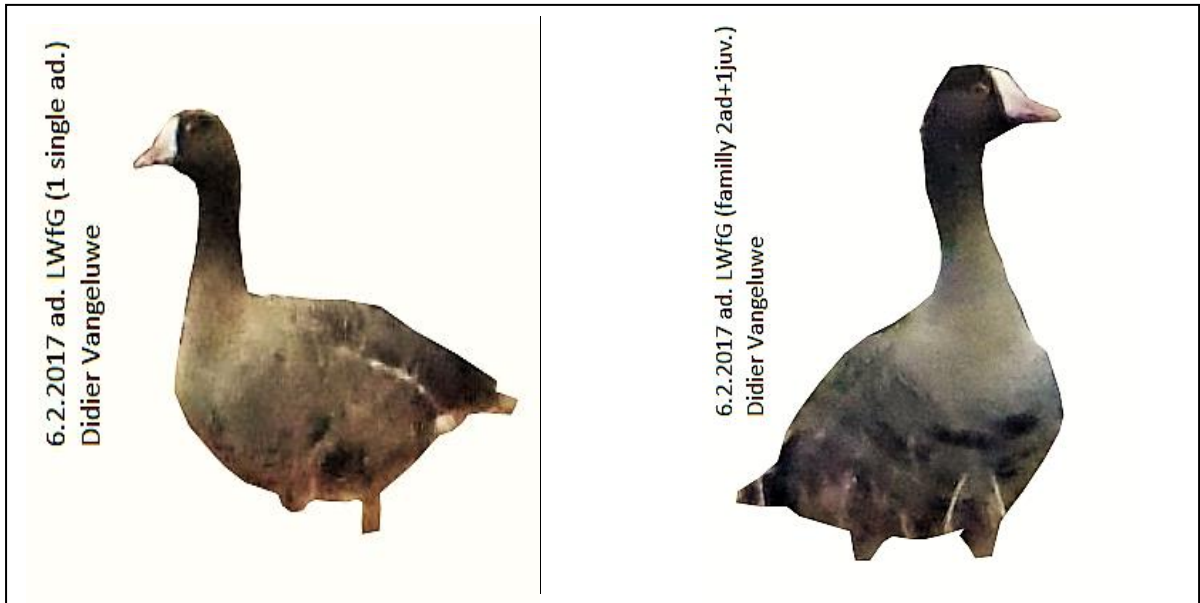 6.2.2017 ad. LWfG (1 single ad.)
Didier Vangeluwe
6.2.2017 ad. LWfG (familly 2ad+1juv.)
Didier Vangeluwe